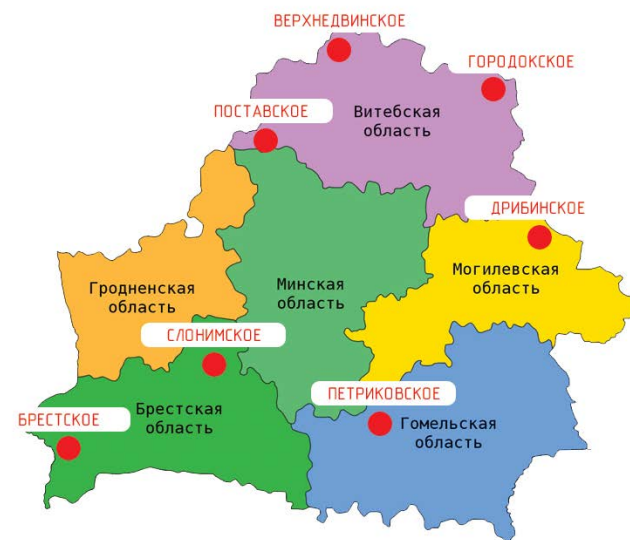 ВЕРХНЕДВИНСКОЕ
ГОРОДОКСКОЕ
ПОСТАВСКОЕ
Витебская
область
ДРИБИНСКОЕ
Могилевская
область
Гродненская
область
Минская
область
СЛОНИМСКОЕ
ПЕТРИКОВСКОЕ
БРЕСТСКОЕ
Брестская
область
Гомельская
область